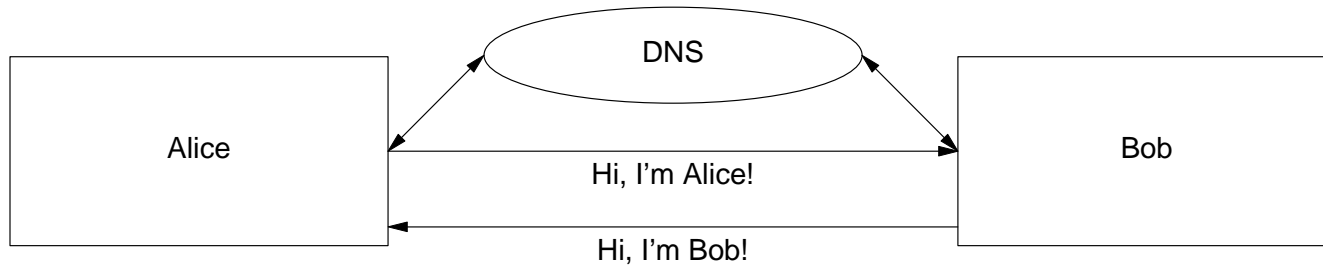 DNS
Alice
Bob
Hi, I’m Alice!
Hi, I’m Bob!